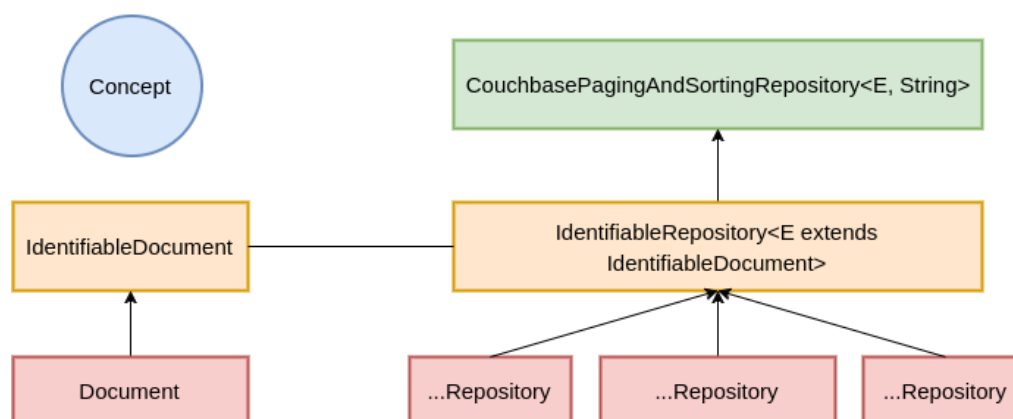 Concept
CouchbasePagingAndSortingRepository<E, String>
IdentifiableDocument
IdentifiableRepository<E extends
IdentifiableDocument>
Document
...Repository
...Repository
...Repository